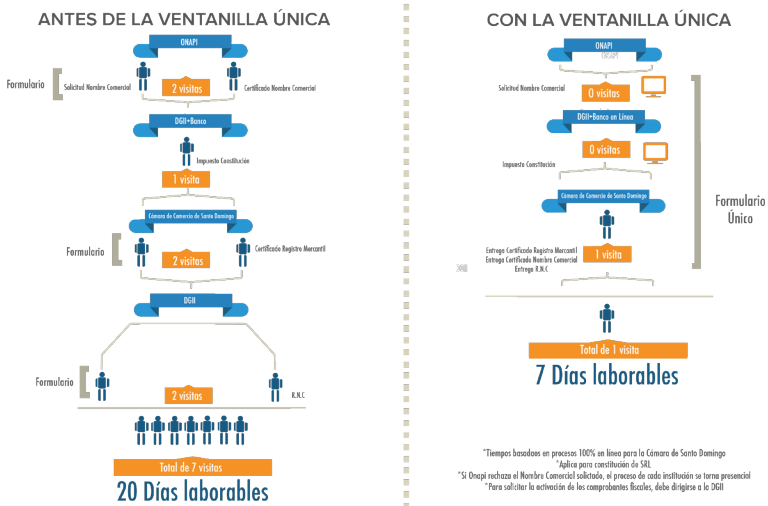 ANTES DE LA VENTANILLA ÚNICA
ONAPI
Formulario
Solicitud Nombre Comercial
2 visitas
Certificado Nombre Comercial
DGII+Banco
Impuesto Constitución
1 visita
Cámara de Comercio de Santo Domingo
Formulario
2 visitas
Certificado Registro Mercantil
DGII
Formulario
2 visitas
R.N.C
Total de 7 visitas
20 Días laborables
CON LA VENTANILLA ÚNICA
ONAPI
Solicitud Nombre Comercial
0 visitas
DGII+Banco en Línea
0 visitas
Impuesto Constitución
Cámara de Comercio de Santo Domingo
Formulario
Único
Entrega Certificado Registro Mercantil
Entrega Certificado Nombre Comercial
Entrega R.N.C
1 visita
DGII
Total de 1 visita
7 Días laborables
*Tiempos basadoas en procesos 100% en línea para la Cámara de Santo Domingo
*Aplica para constitución de SRL
*Si Onapi rechaza el Nombre Comercial solicitado, el proceso de cada institución se torna presencial
*Para solicitar la activación de los comprobantes fiscales, debe dirigirse a la DGII